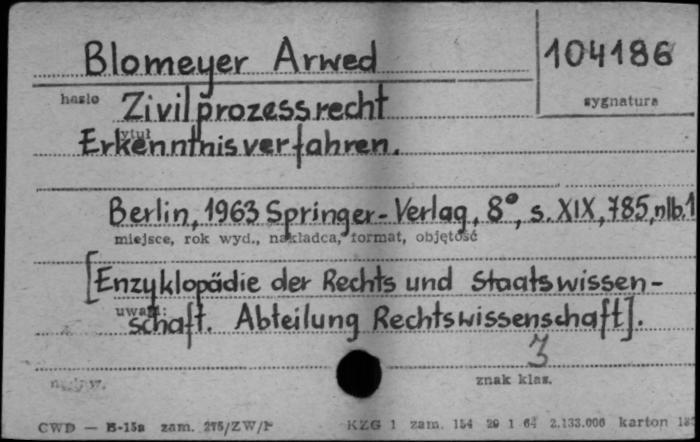 Blomeyer Arwed
104186
hasło
sygnatura
Zivilprozessrecht
tytuł
Erkenntnisverfahren.
Berlin, 1963 Springer-Verlag, 8°, s. XIX, 785, nlb. 1
miejsce, rok wyd., nakładca, format, objętość
[Enzyklopädie der Rechts und Staatswissen-
uwagi:
schaft. Abteilung Rechtswissenschaft].
3
znak klas.
CWD — B-15a zam. 275/ZW/P
KZG 1 zam. 154 29 1 64 2.133.000 karton